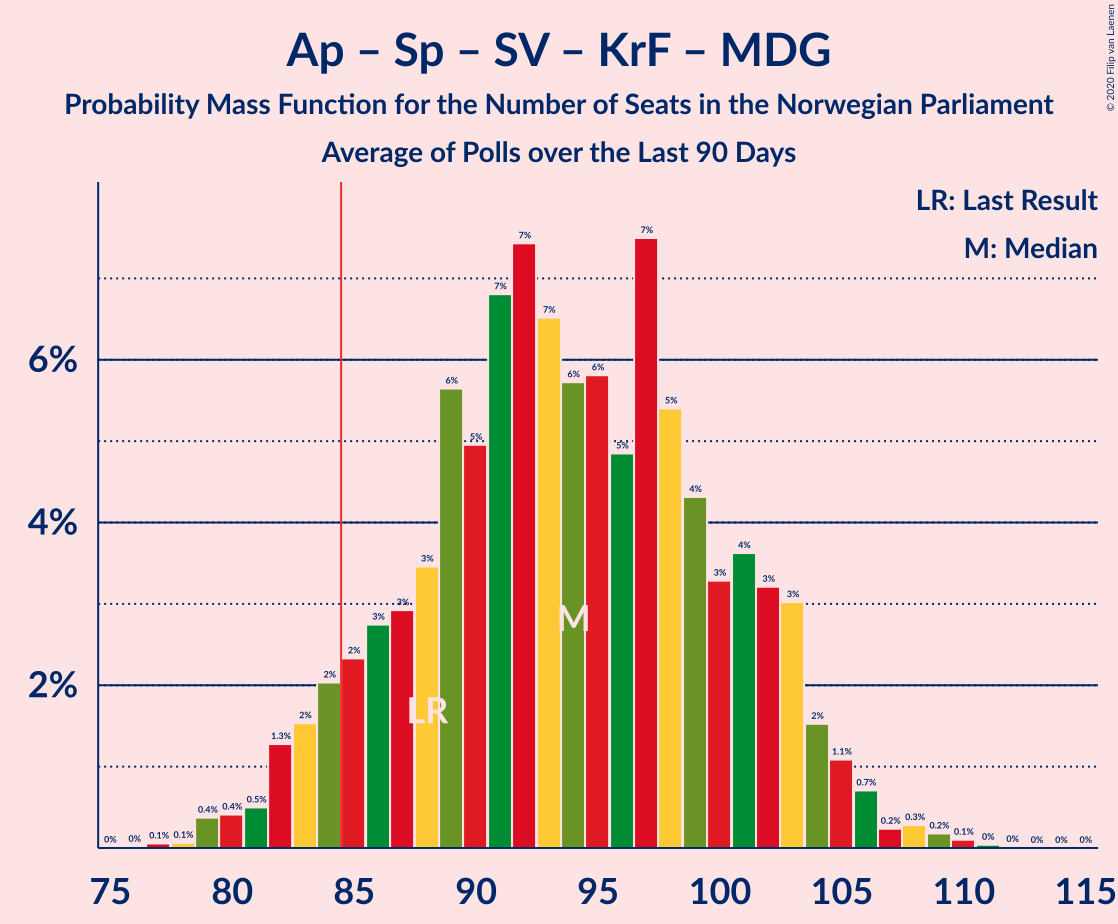 Ap – Sp – SV – KrF – MDG
Probability Mass Function for the Number of Seats in the Norwegian Parliament
Average of Polls over the Last 90 Days
© 2020 Filip van Laenen
LR: Last Result
M: Median
6%
4%
2%
0% 0% 0.1% 0.1% 0.4% 0.4% 0.5% 1.3% 2% 2% 2% 3% 3% 3% 6% 5% 7% 7% 7% 6% 6% 5% 7% 5% 4% 3% 4% 3% 3% 2% 1.1% 0.7% 0.2% 0.3% 0.2% 0.1% 0% 0% 0% 0% 0%
M
LR
75 80 85 90 95 100 105 110 115